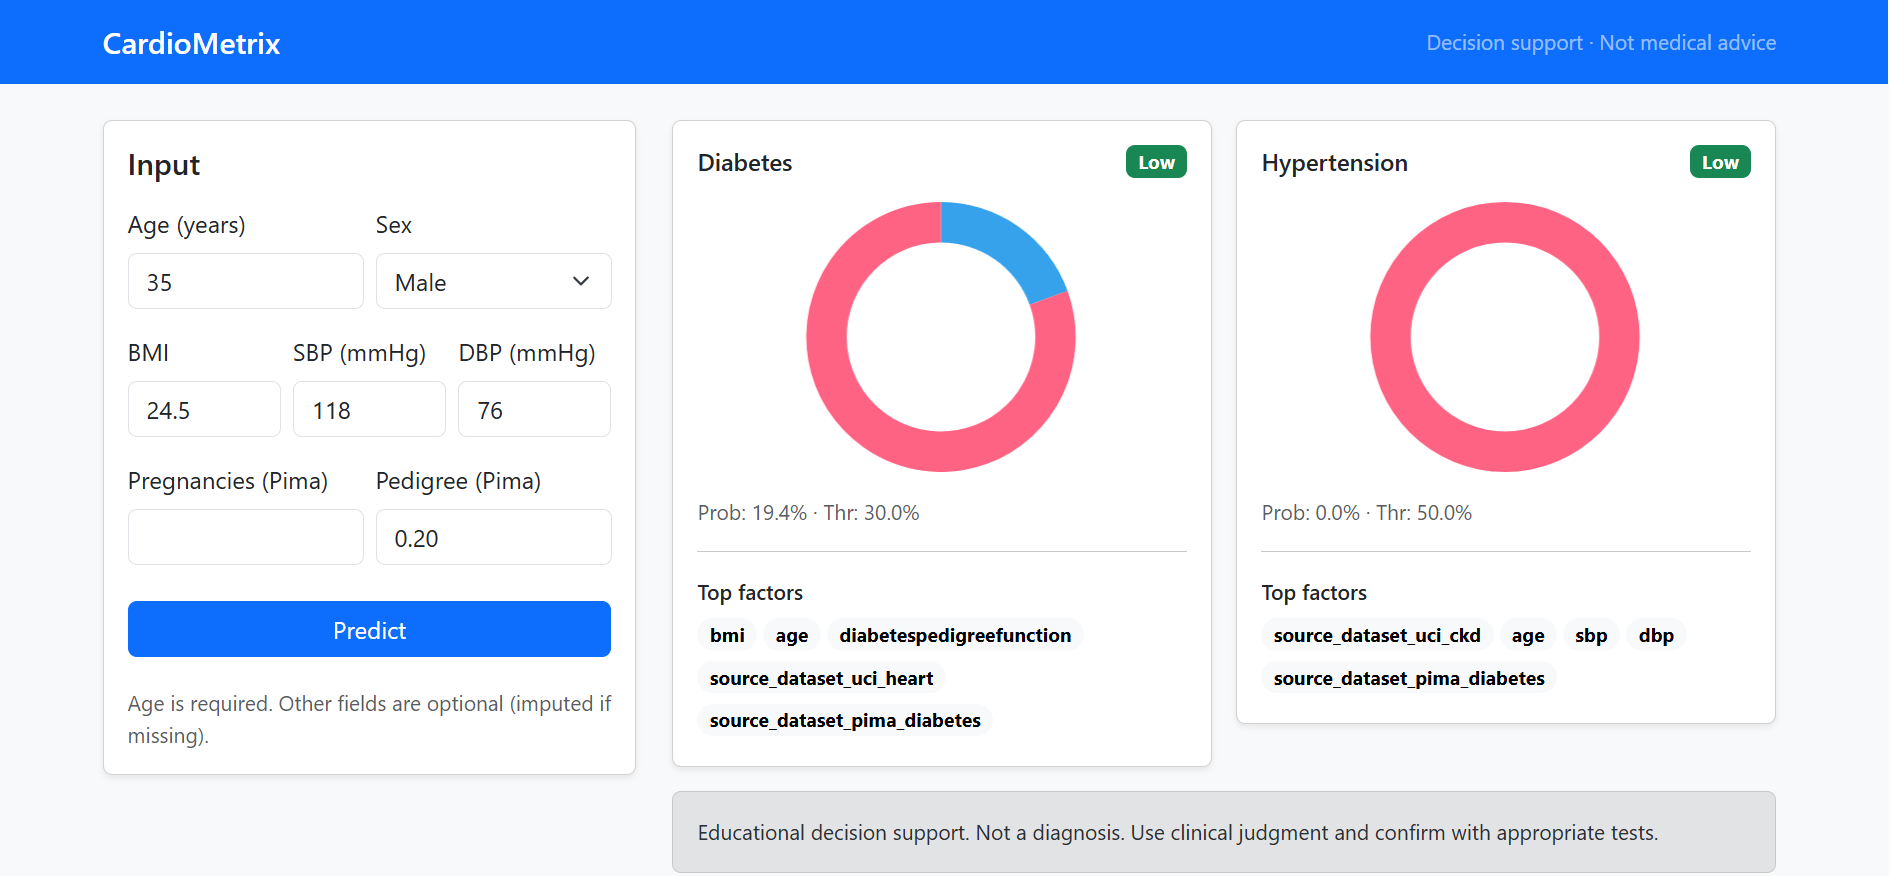 CardioMetrix
Decision support · Not medical advice
Input
Age (years)
Sex
35
Male
BMI
SBP (mmHg)
DBP (mmHg)
24.5
118
76
Pregnancies (Pima)
Pedigree (Pima)
0.20
Predict
Age is required. Other fields are optional (imputed if
missing).
Diabetes
Low
Prob: 19.4% · Thr: 30.0%
Top factors
bmi
age
diabetespedigreefunction
source_dataset_uci_heart
source_dataset_pima_diabetes
Hypertension
Low
Prob: 0.0% · Thr: 50.0%
Top factors
source_dataset_uci_ckd
age
sbp
dbp
source_dataset_pima_diabetes
Educational decision support. Not a diagnosis. Use clinical judgment and confirm with appropriate tests.